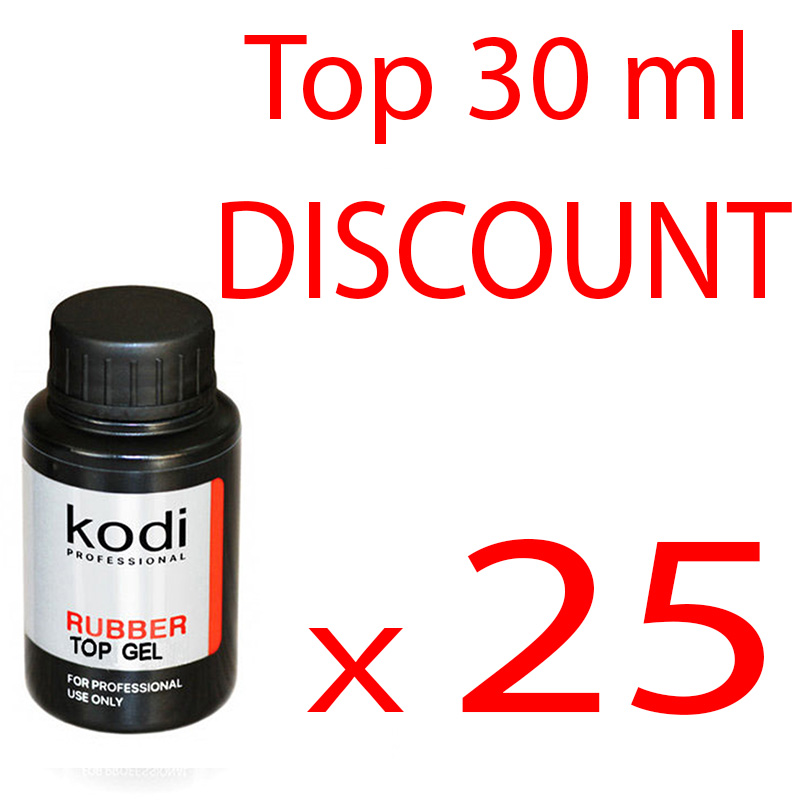 Top 30 ml
DISCOUNT
kodi
PROFESSIONAL
RUBBER
TOP GEL
FOR PROFESSIONAL
USE ONLY
x 25